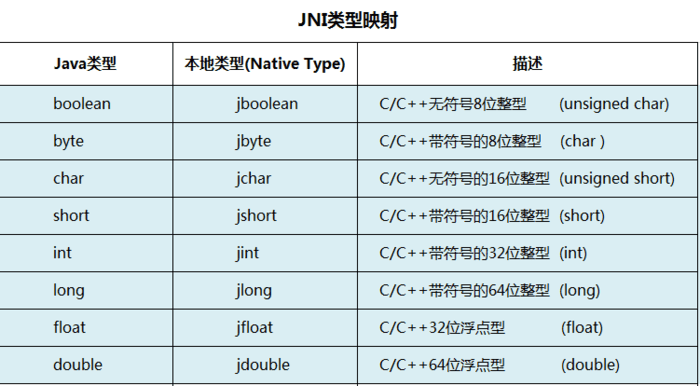 JNI类型映射
Java类型 本地类型(Native Type) 描述
boolean jboolean C/C++无符号8位整型 (unsigned char)
byte jbyte C/C++带符号的8位整型 (char )
char jchar C/C++无符号的16位整型 (unsigned short)
short jshort C/C++带符号的16位整型 (short)
int jint C/C++带符号的32位整型 (int)
long jlong C/C++带符号的64位整型 (long)
float jfloat C/C++32位浮点型 (float)
double jdouble C/C++64位浮点型 (double)